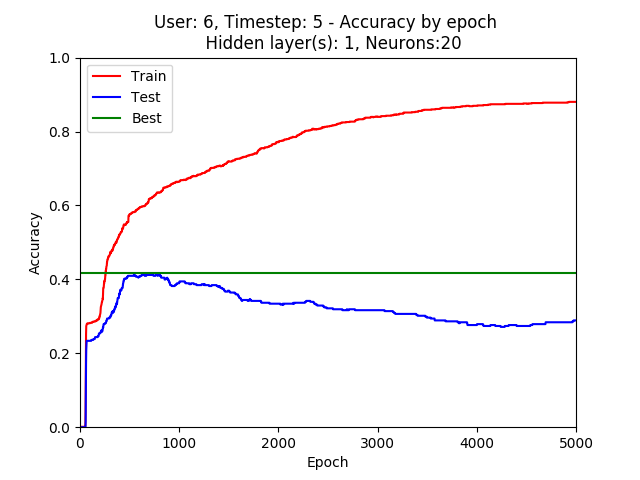 User: 6, Timestep: 5 - Accuracy by epoch
Hidden layer(s): 1, Neurons:20
1.0
0.8
0.6
0.4
0.2
0.0
Accuracy
Train
Test
Best
0 1000 2000 3000 4000 5000
Epoch